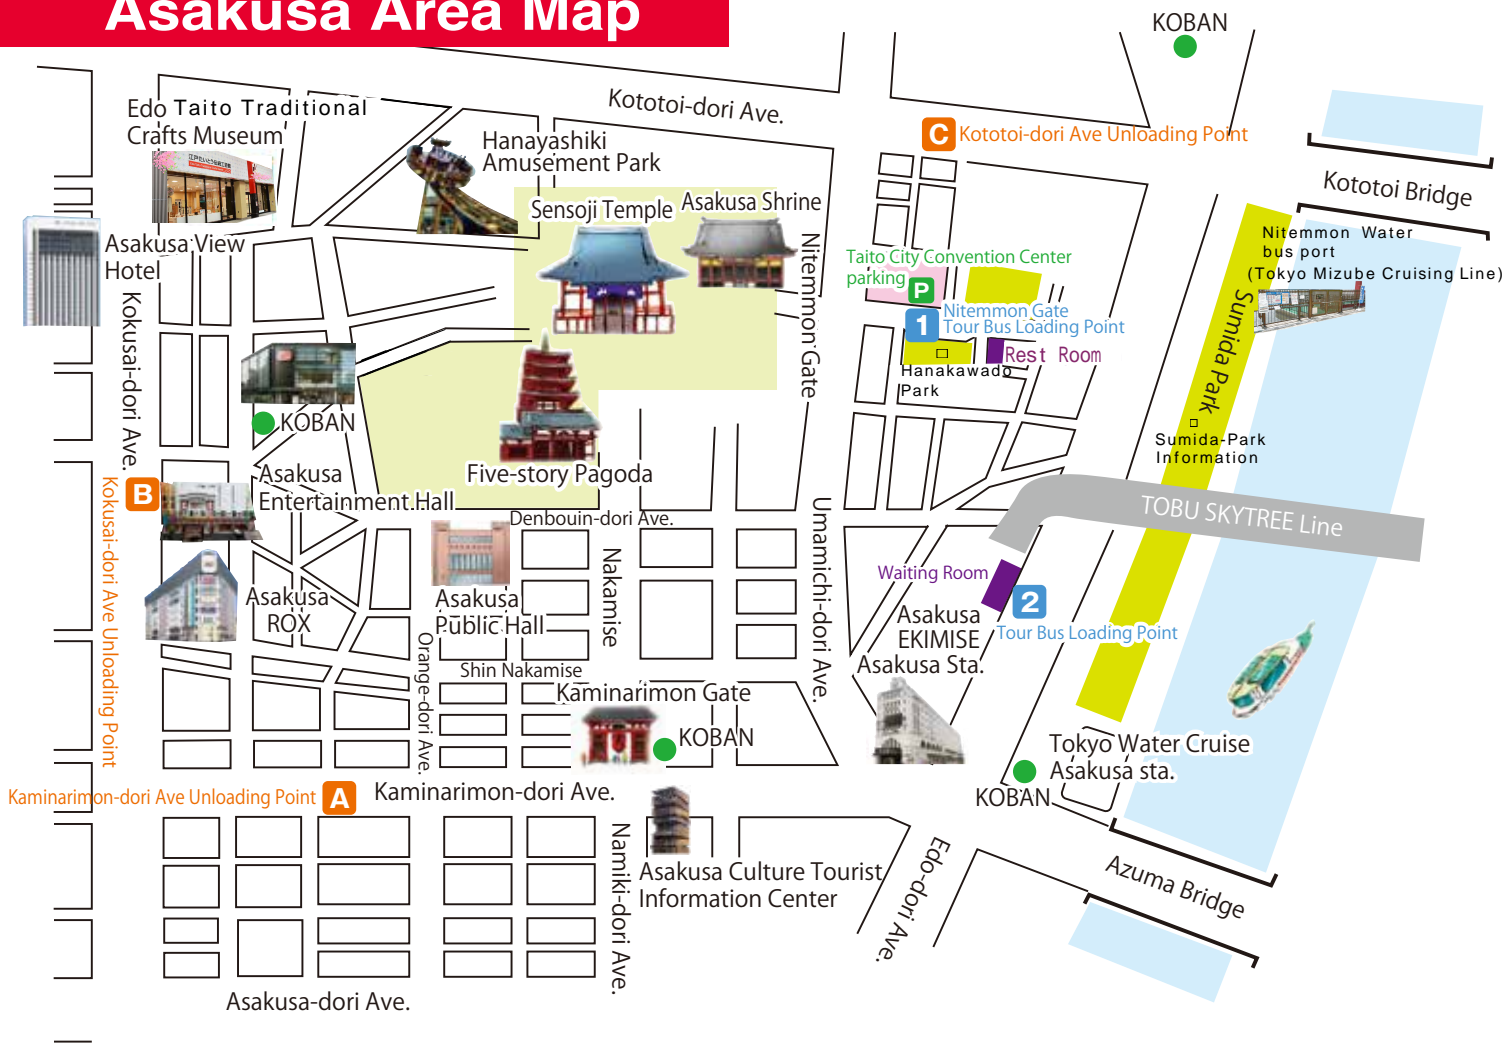 Asakusa Area Map
KOBAN
Kototoi-dori Ave.
Edo Taito Traditional
Crafts Museum
Hanayashiki
Amusement Park
C Kototoi-dori Ave Unloading Point
Kototoi Bridge
Sensoji Temple
Asakusa Shrine
Asakusa View
Hotel
Nitemmon Gate
Taito City Convention Center
parking P
Nitemmon Water
bus port
(Tokyo Mizube Cruising Line)
Kokusai-dori Ave.
1 Nitemmon Gate
Tour Bus Loading Point
Sumida Park
Rest Room
Hanakawado
Park
KOBAN
Sumida-Park
Information
Five-story Pagoda
B
Kokusai-dori Ave Unloading Point
Asakusa
Entertainment Hall
Denbouin-dori Ave.
Umamichi-dori Ave.
TOBU SKYTREE Line
Nakamise
Waiting Room
2
Tour Bus Loading Point
Asakusa
ROX
Asakusa
Public Hall
Asakusa
EKIMISE
Asakusa Sta.
Orange-dori Ave.
Shin Nakamise
Kaminarimon Gate
KOBAN
Tokyo Water Cruise
Asakusa sta.
KOBAN
Kaminarimon-dori Ave Unloading Point A
Kaminarimon-dori Ave.
Namiki-dori Ave.
Asakusa Culture Tourist
Information Center
Edo-dori Ave.
Azuma Bridge
Asakusa-dori Ave.